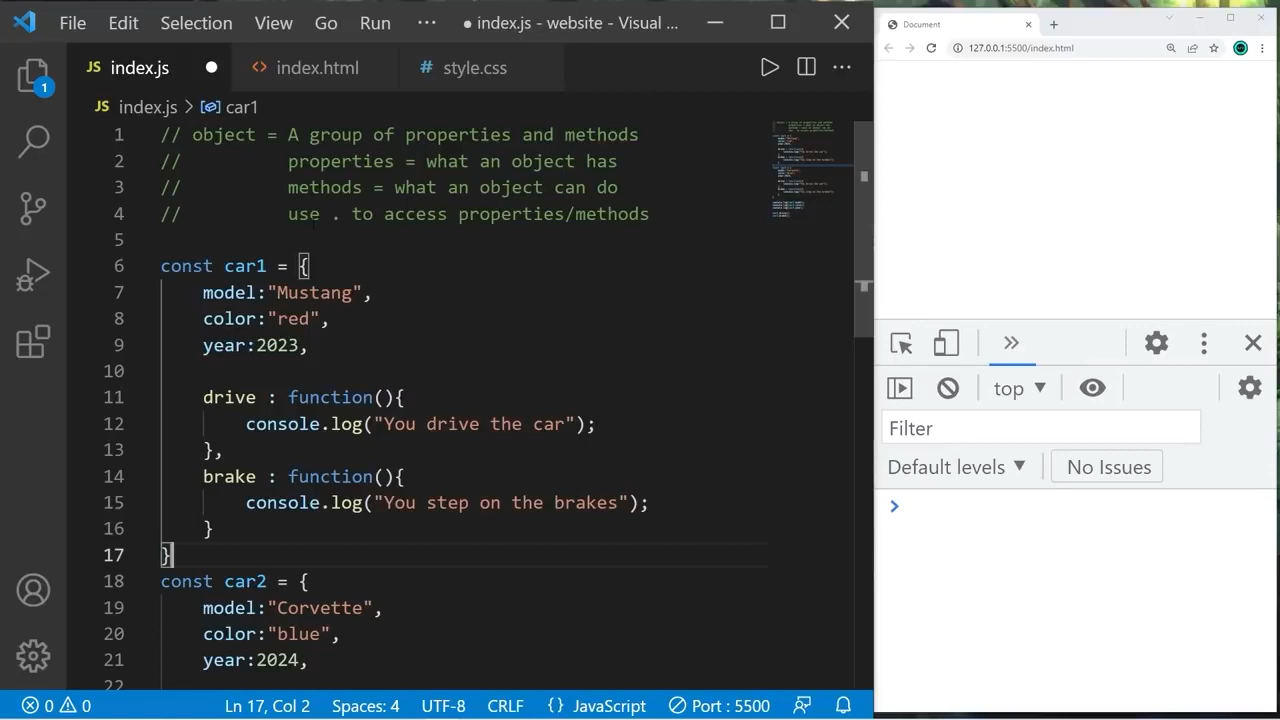 File Edit Selection View Go Run ··· ● index.js - website - Visual ...
JS index.js ● <> index.html # style.css
JS index.js > car1
1 // object = A group of properties and methods
2 //          properties = what an object has
3 //          methods = what an object can do
4 //          use . to access properties/methods
5
6 const car1 = {
7     model:"Mustang",
8     color:"red",
9     year:2023,
10
11     drive : function(){
12         console.log("You drive the car");
13     },
14     brake : function(){
15         console.log("You step on the brakes");
16     }
17 }
18 const car2 = {
19     model:"Corvette",
20     color:"blue",
21     year:2024,
22
1
0 0 Ln 17, Col 2 Spaces: 4 UTF-8 CRLF {} JavaScript Port : 5500
Document
127.0.0.1:5500/index.html
top ▼
Filter
Default levels ▼ No Issues